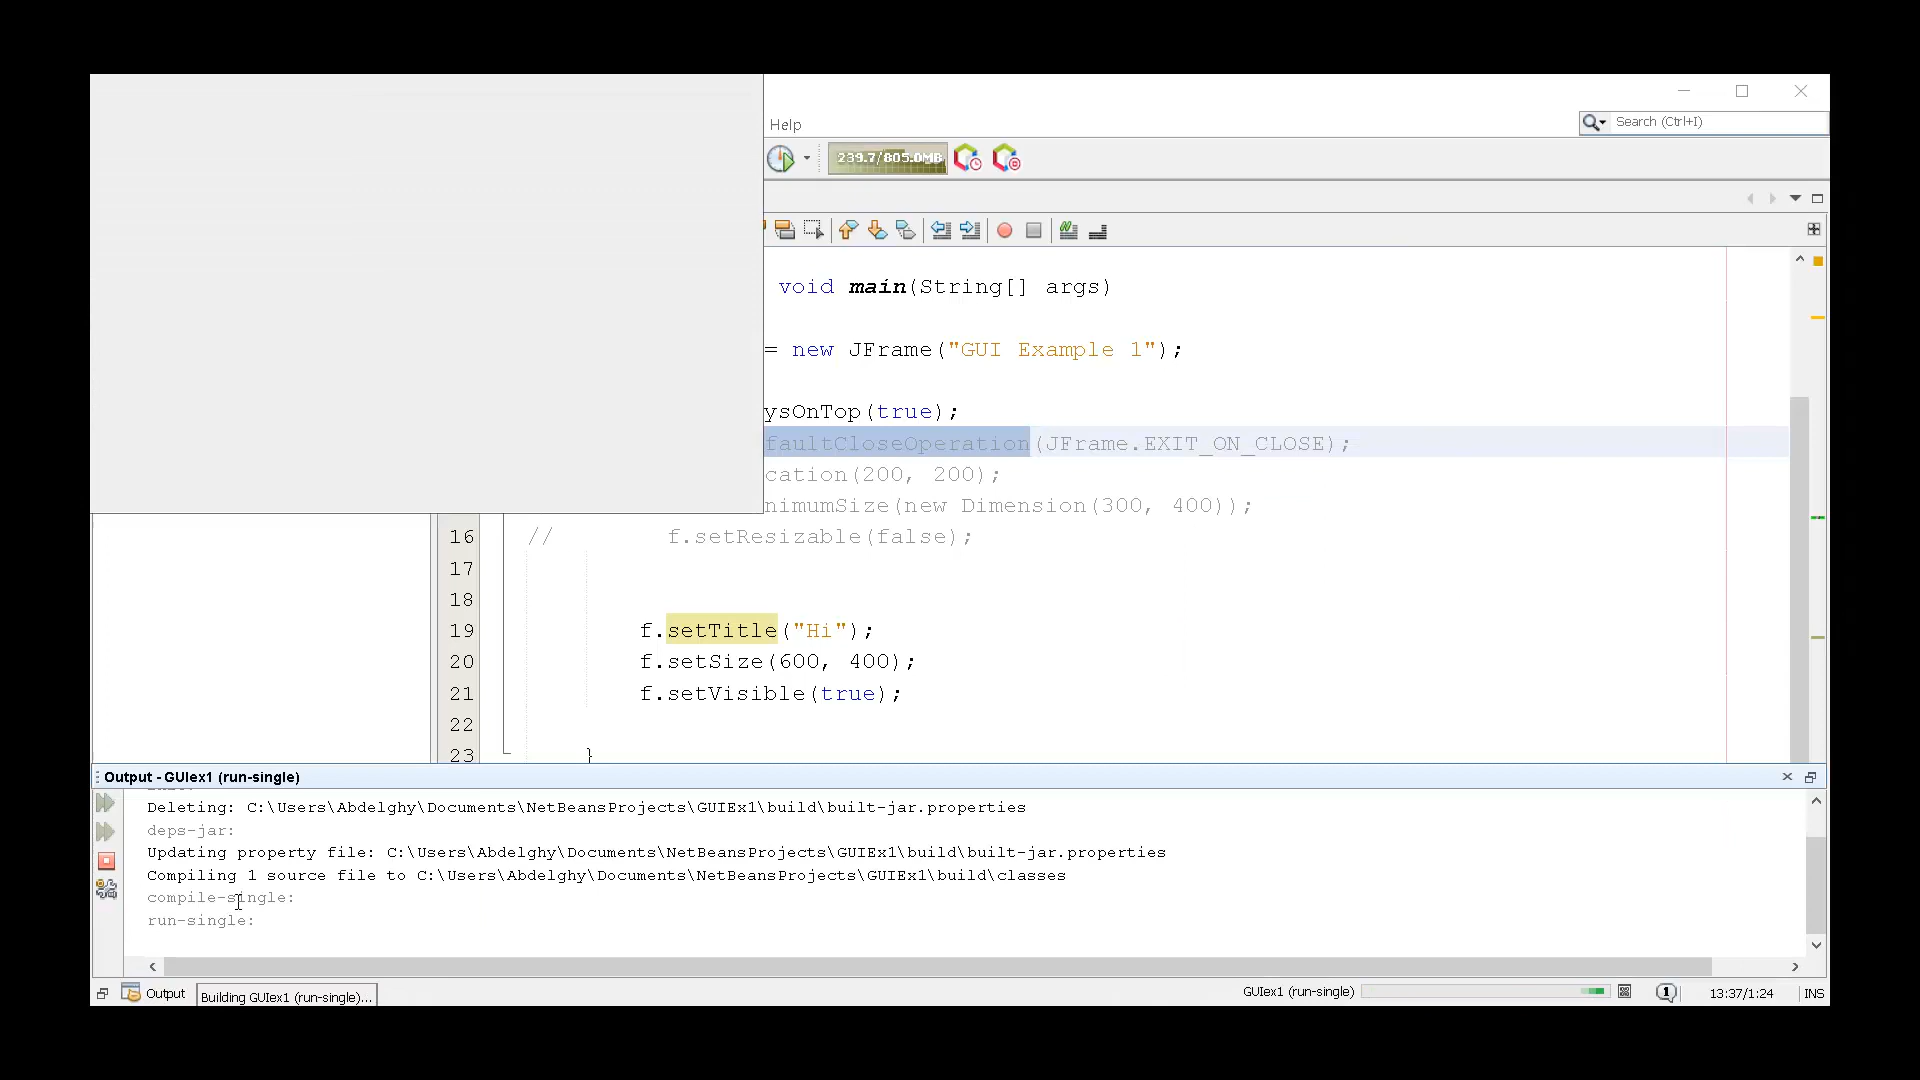 Help
Search (Ctrl+I)
239.7/805.0MB
void main(String[] args)
= new JFrame("GUI Example 1");
ysOnTop(true);
faultCloseOperation(JFrame.EXIT_ON_CLOSE);
cation(200, 200);
nimumSize(new Dimension(300, 400));
16 // f.setResizable(false);
17
18
19 f.setTitle("Hi");
20 f.setSize(600, 400);
21 f.setVisible(true);
22
23 }
Output - GUIex1 (run-single)
Deleting: C:\Users\Abdelghy\Documents\NetBeansProjects\GUIEx1\build\built-jar.properties
deps-jar:
Updating property file: C:\Users\Abdelghy\Documents\NetBeansProjects\GUIEx1\build\built-jar.properties
Compiling 1 source file to C:\Users\Abdelghy\Documents\NetBeansProjects\GUIEx1\build\classes
compile-single:
run-single:
Output
Building GUIex1 (run-single)...
GUIex1 (run-single)
1
13:37/1:24
INS